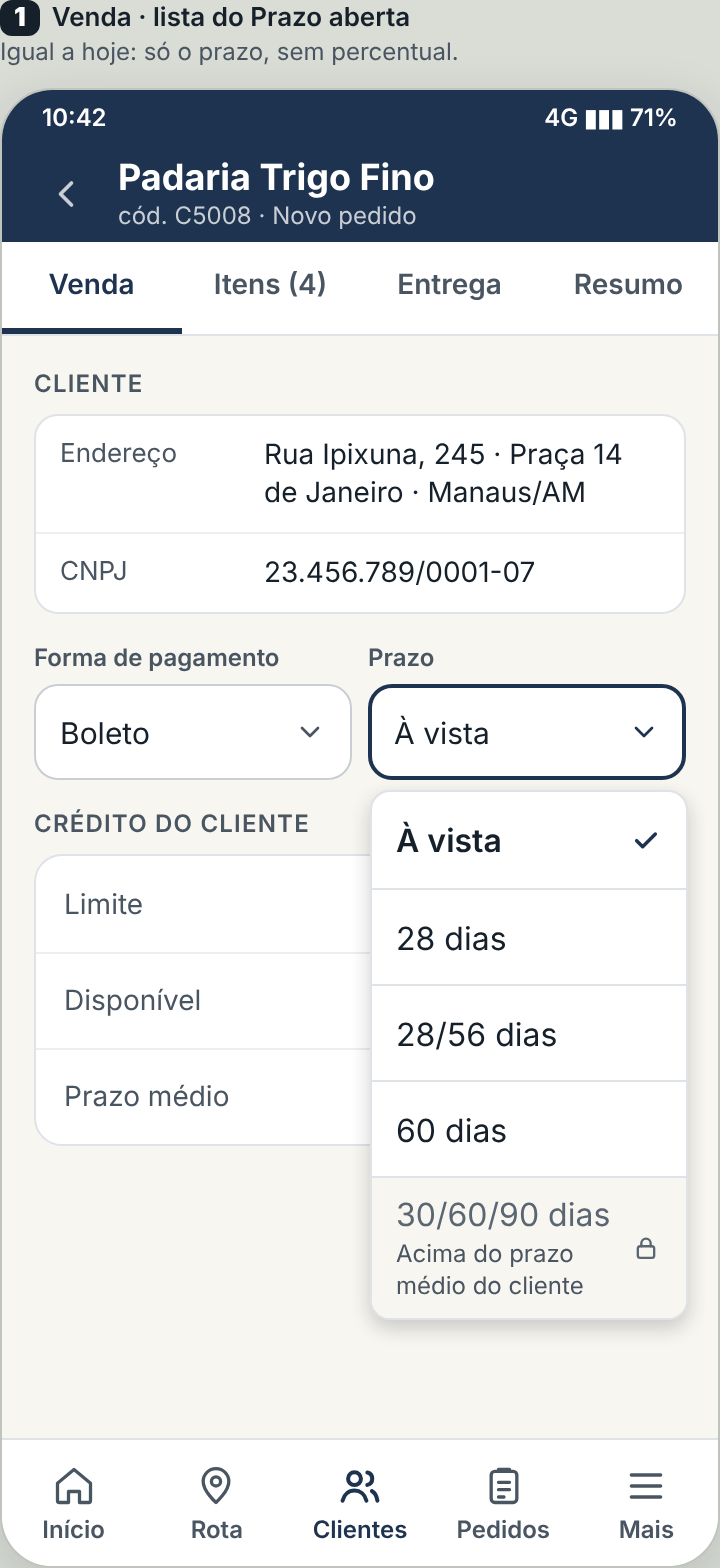 1 Venda · lista do Prazo aberta
Igual a hoje: só o prazo, sem percentual.
10:42
4G 71%
Padaria Trigo Fino
cód. C5008 · Novo pedido
Venda
Itens (4)
Entrega
Resumo
CLIENTE
Endereço
Rua Ipixuna, 245 · Praça 14
de Janeiro · Manaus/AM
CNPJ
23.456.789/0001-07
Forma de pagamento
Prazo
Boleto
À vista
CRÉDITO DO CLIENTE
Limite
Disponível
Prazo médio
À vista
28 dias
28/56 dias
60 dias
30/60/90 dias
Acima do prazo
médio do cliente
Início
Rota
Clientes
Pedidos
Mais